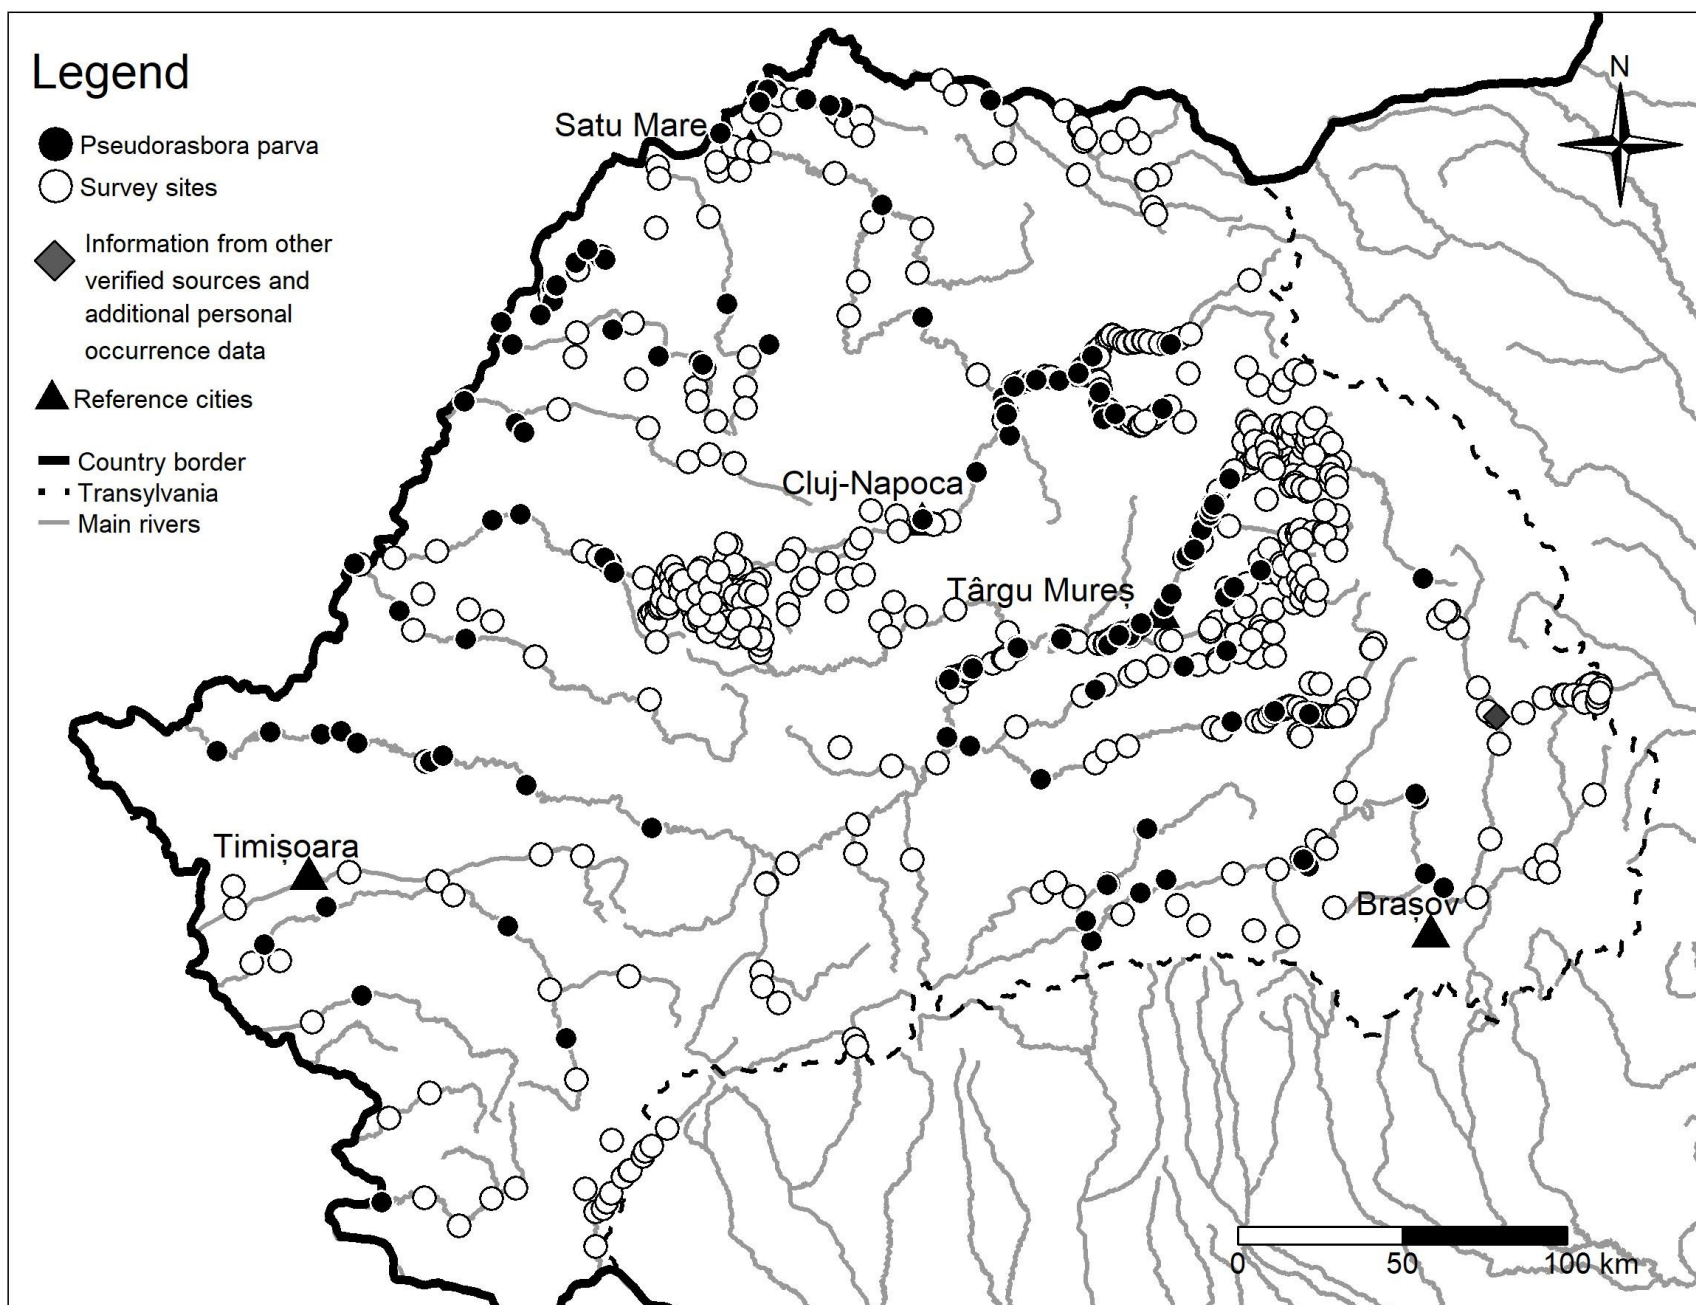 Legend
Pseudorasbora parva
Survey sites
Information from other
verified sources and
additional personal
occurrence data
Reference cities
Country border
Transylvania
Main rivers
Satu Mare
N
Cluj-Napoca
Târgu Mureș
Timișoara
Brașov
0 50 100 km